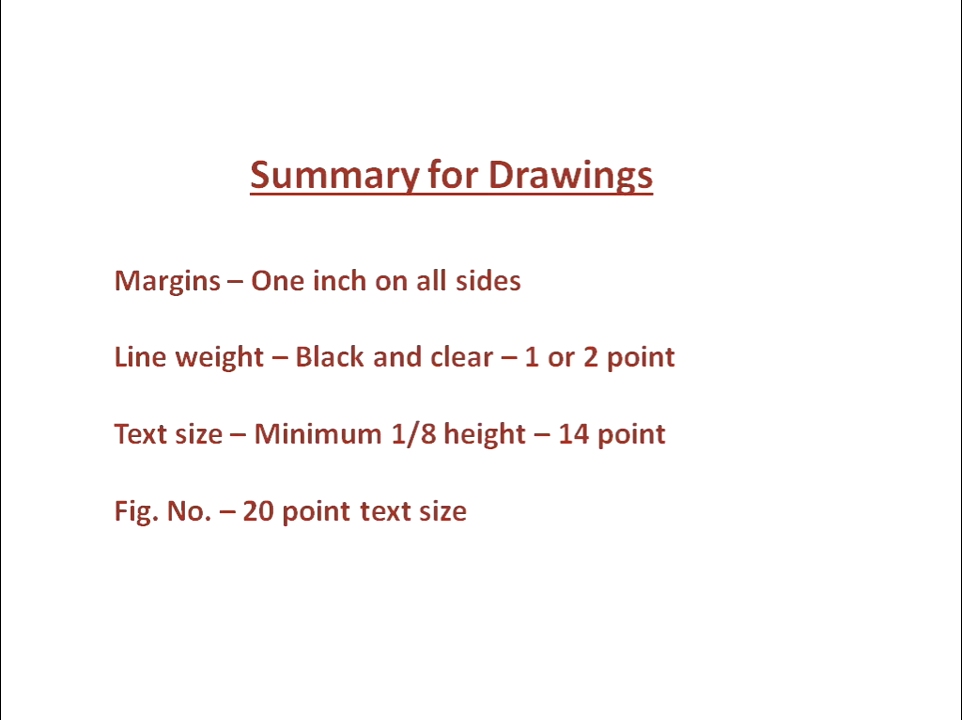 Summary for Drawings
Margins – One inch on all sides
Line weight – Black and clear – 1 or 2 point
Text size – Minimum 1/8 height – 14 point
Fig. No. – 20 point text size